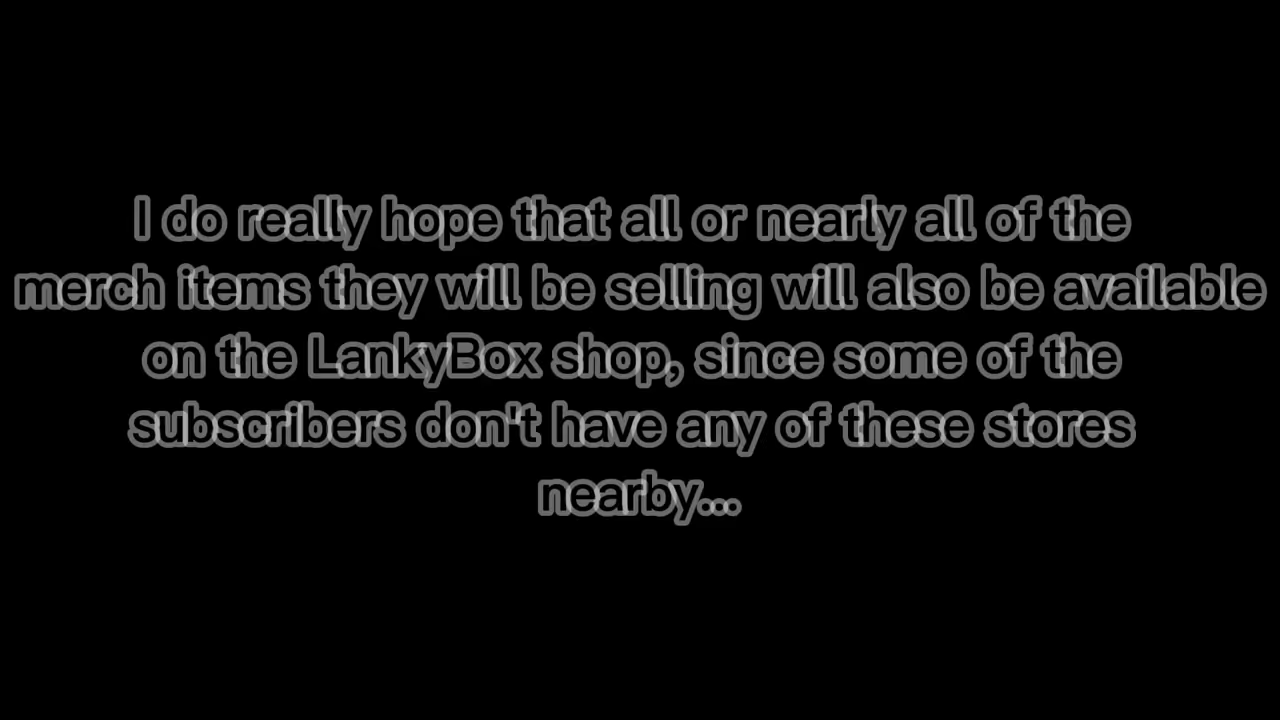 I do really hope that all or nearly all of the
merch items they will be selling will also be available
on the LankyBox shop, since some of the
subscribers don't have any of these stores
nearby...